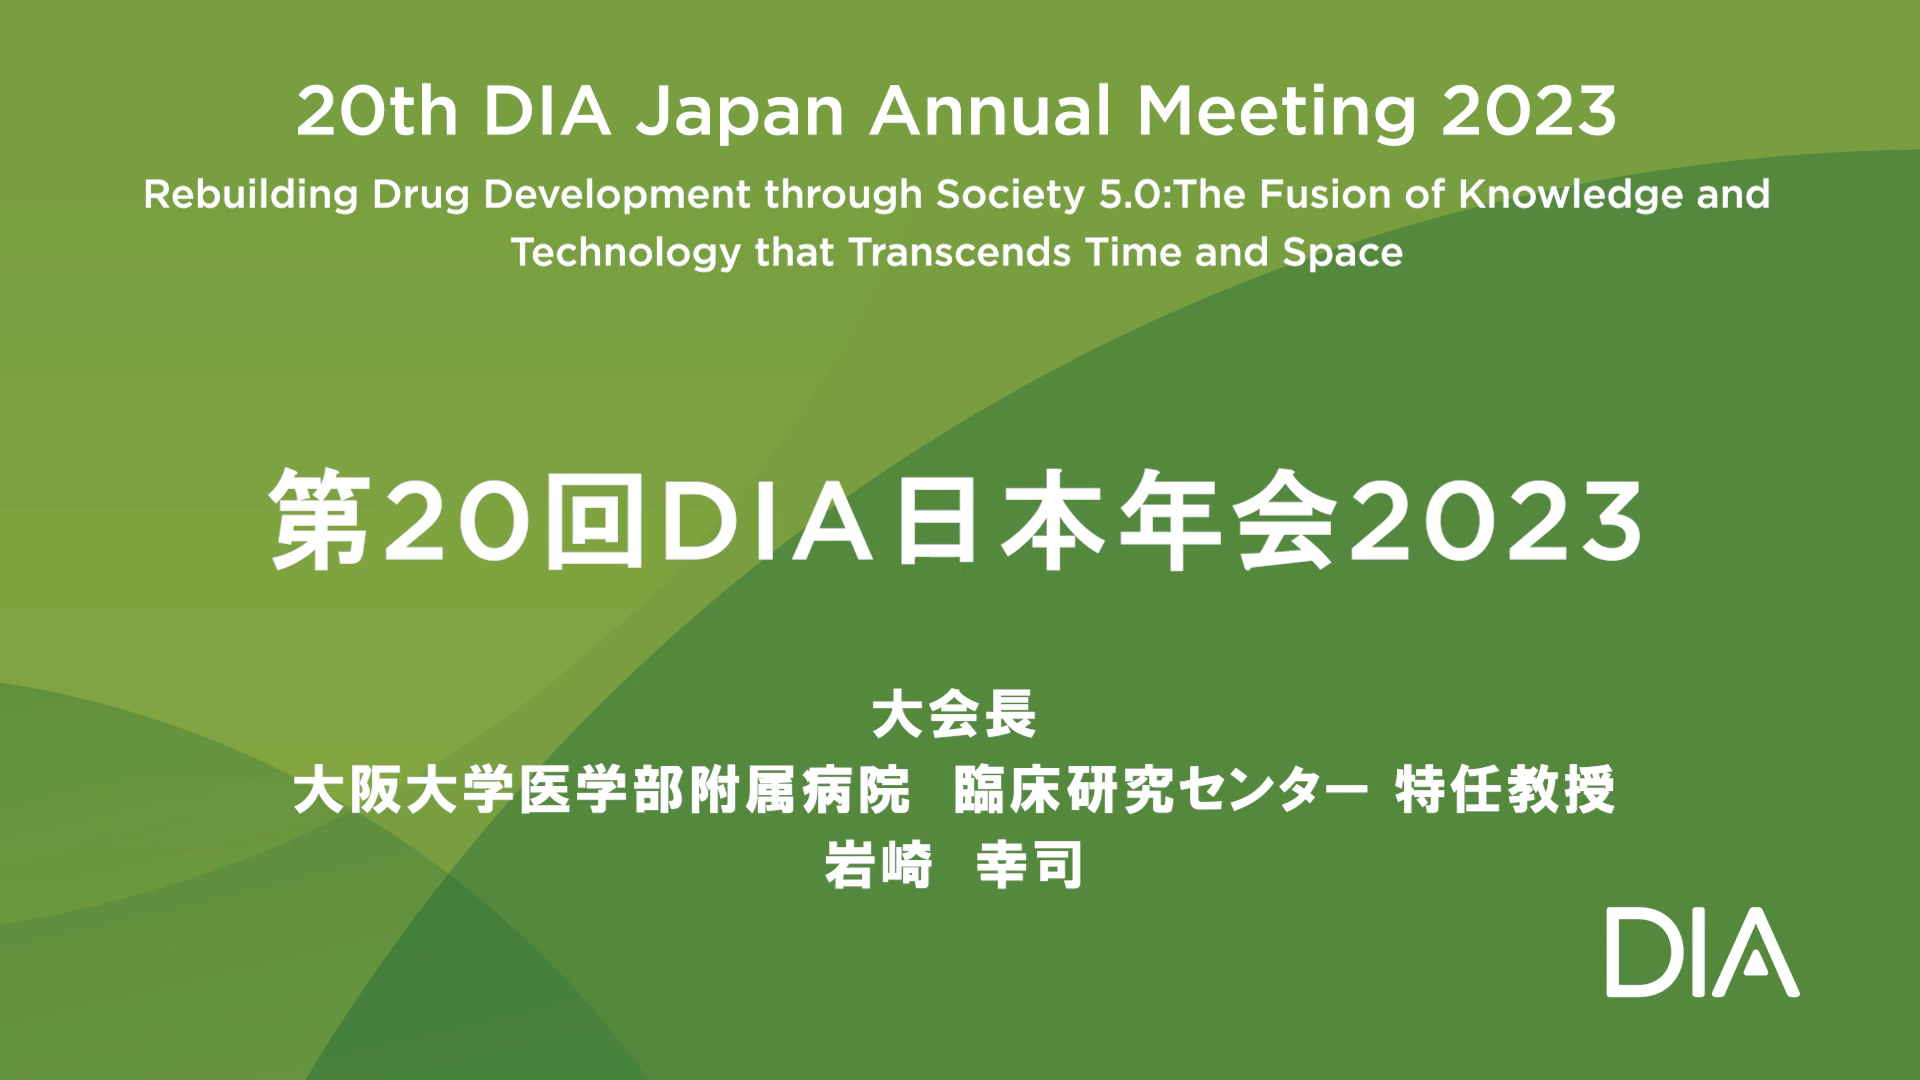 20th DIA Japan Annual Meeting 2023
Rebuilding Drug Development through Society 5.0:The Fusion of Knowledge and
Technology that Transcends Time and Space
第20回DIA日本年会2023
大会長
大阪大学医学部附属病院　臨床研究センター 特任教授
岩崎　幸司
DIA